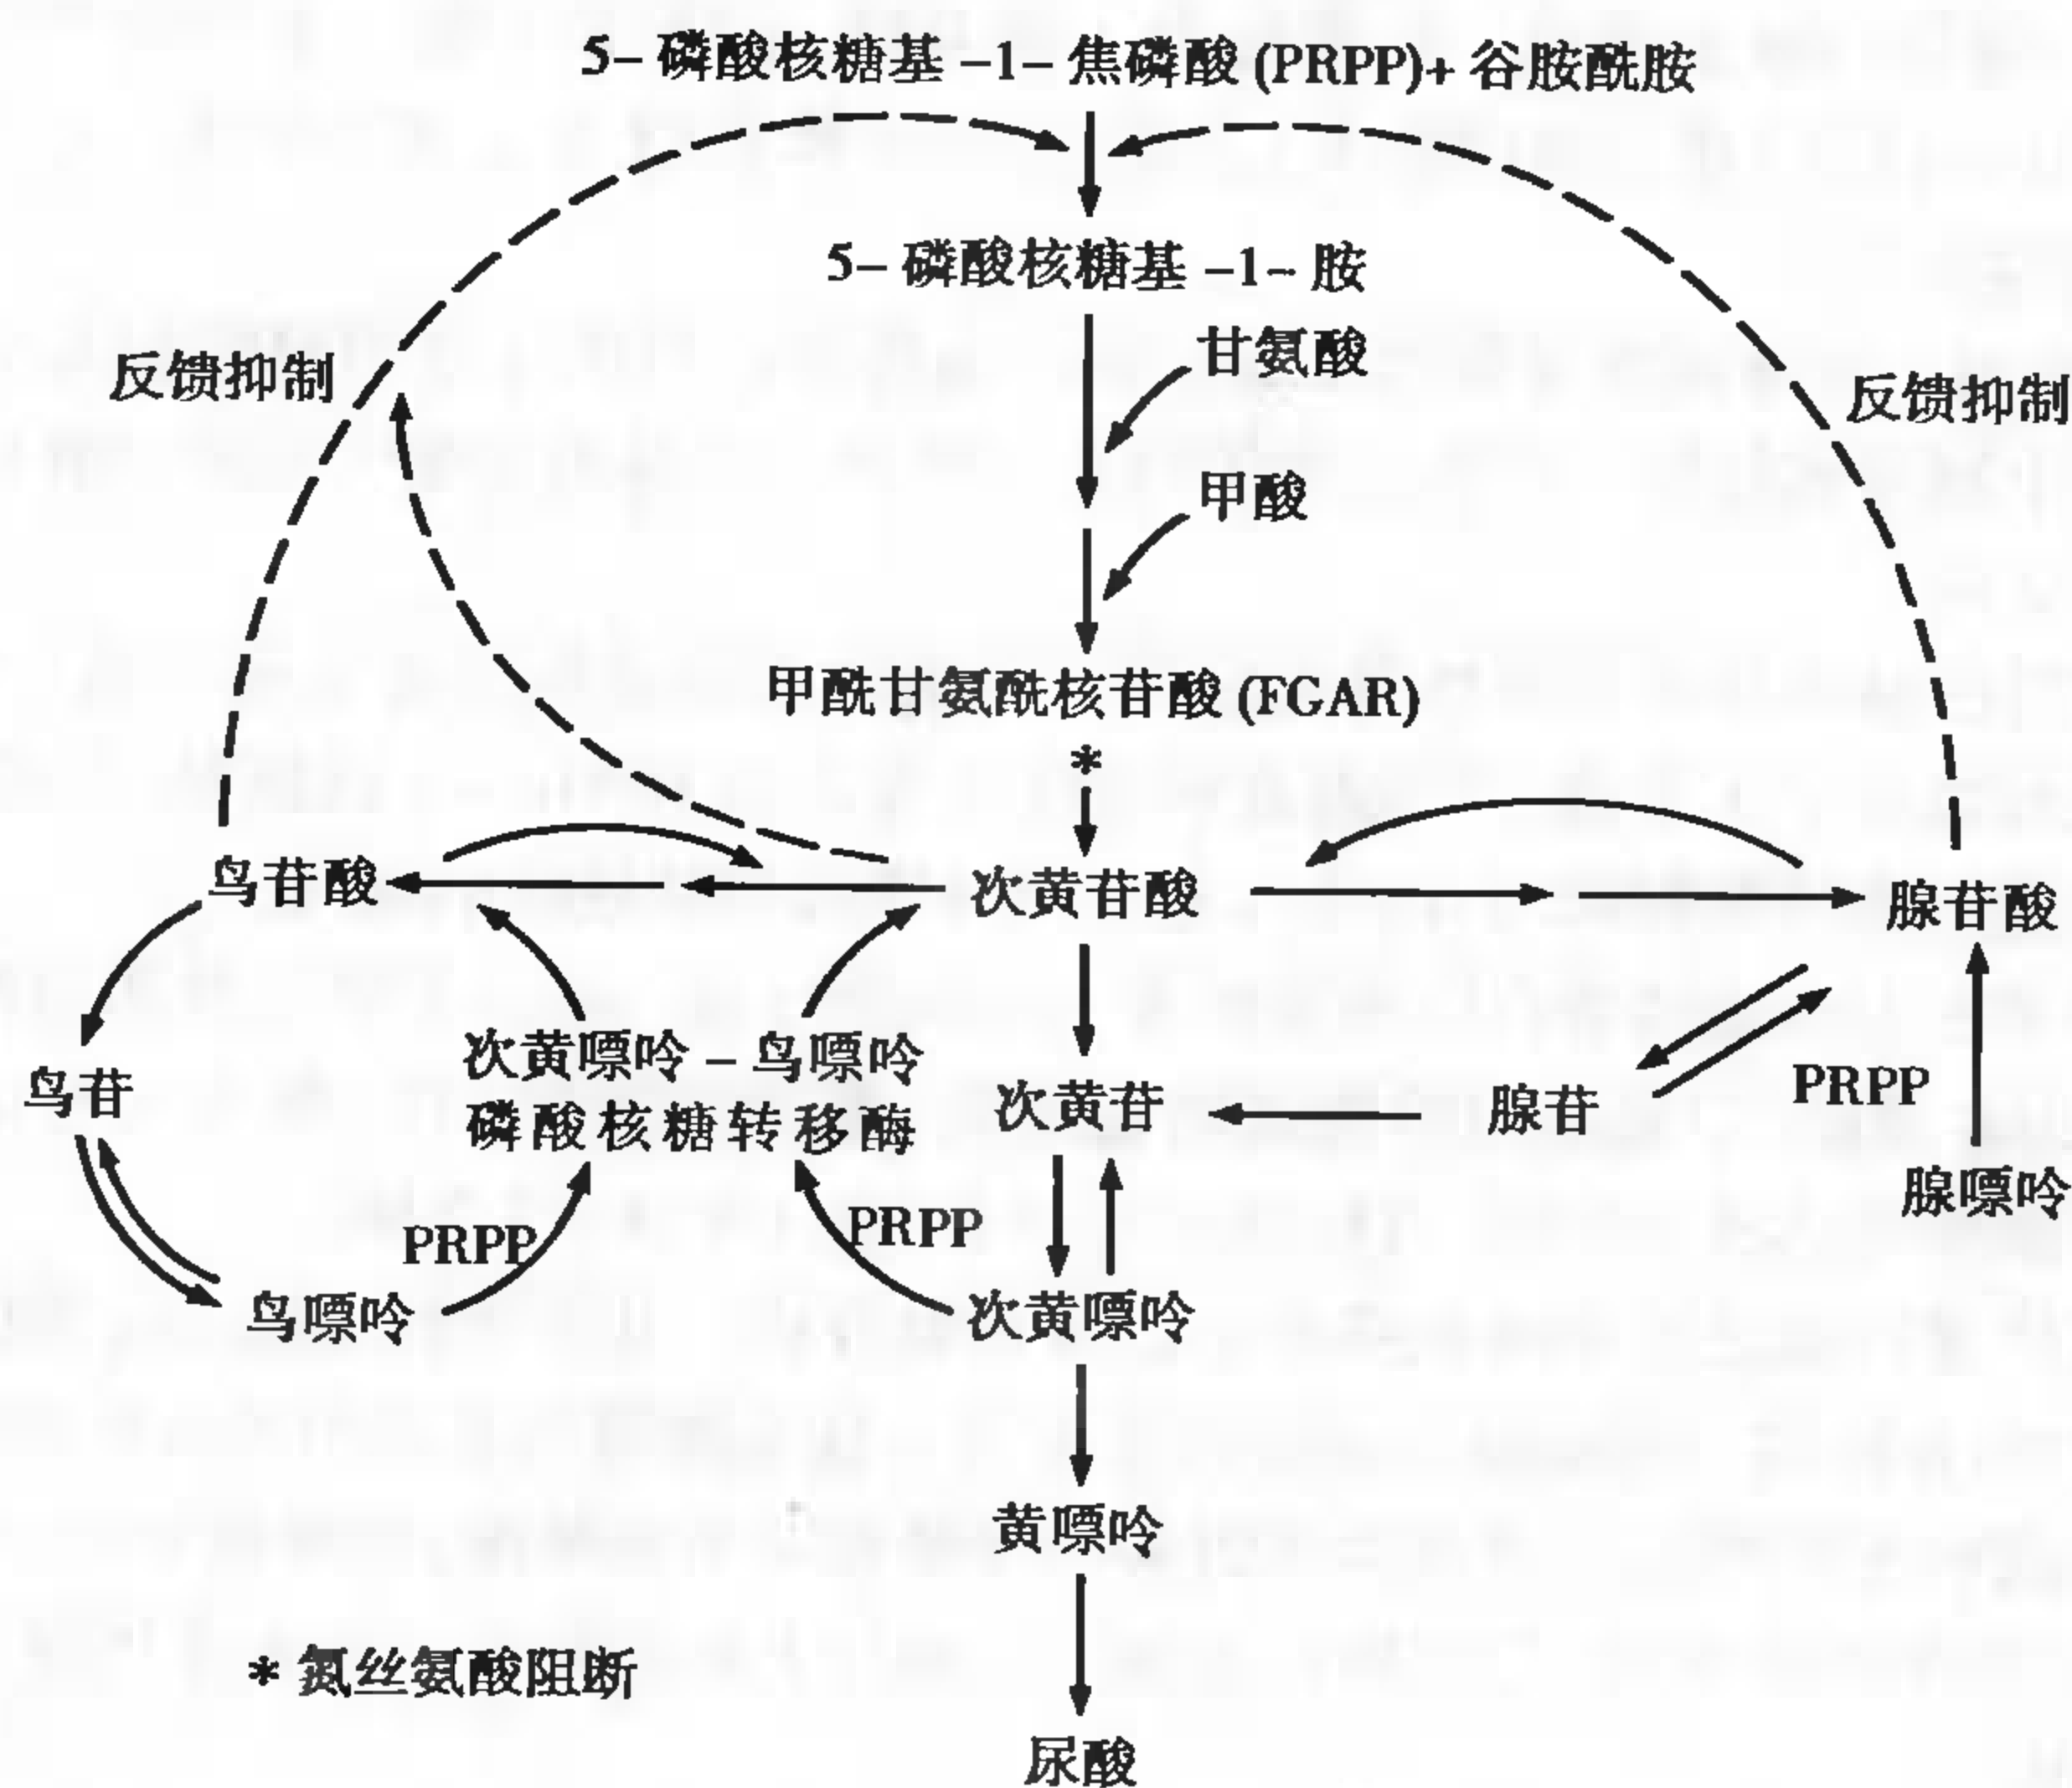 5-磷酸核糖基-1-焦磷酸(PRPP)+谷胺酰胺
5-磷酸核糖基-1-胺
甘氨酸
反馈抑制
反馈抑制
甲酸
甲酰甘氨酰核苷酸(FGAR)
*
鸟苷酸
次黄苷酸
腺苷酸
次黄嘌呤-鸟嘌呤
磷酸核糖转移酶
鸟苷
次黄苷
腺苷
PRPP
腺嘌呤
PRPP
PRPP
鸟嘌呤
次黄嘌呤
黄嘌呤
*氮丝氨酸阻断
尿酸